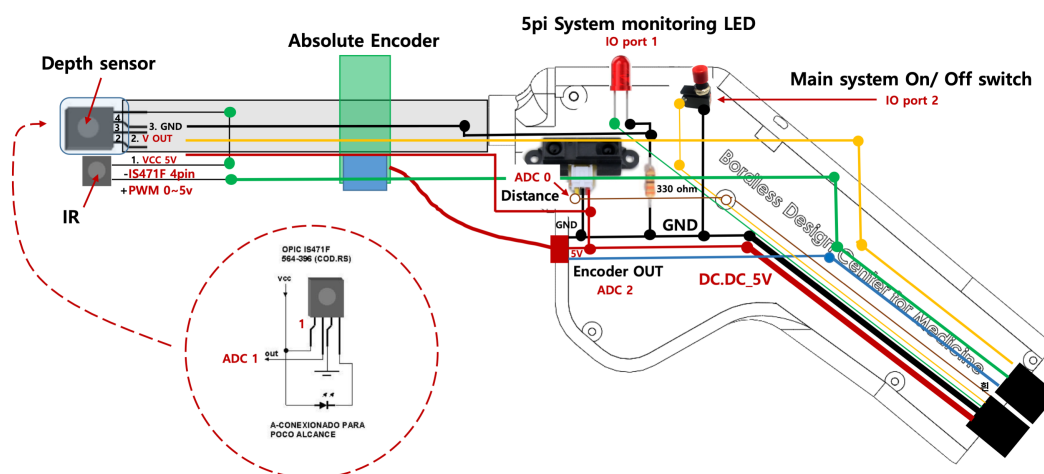 5pi System monitoring LED
IO port 1
Absolute Encoder
Depth sensor
Main system On/ Off switch
IO port 2
4
3
3. GND
2
2. V OUT
1. VCC 5V
-IS471F 4pin
+PWM 0~5v
IR
ADC 0
Distance
330 ohm
GND
GND
5V
Encoder OUT
ADC 2
DC.DC_5V
Bordless Design Center for Medicine
OPIC IS471F
564-396 (COD.RS)
Vcc
1
ADC 1
out
A-CONEXIONADO PARA
POCO ALCANCE